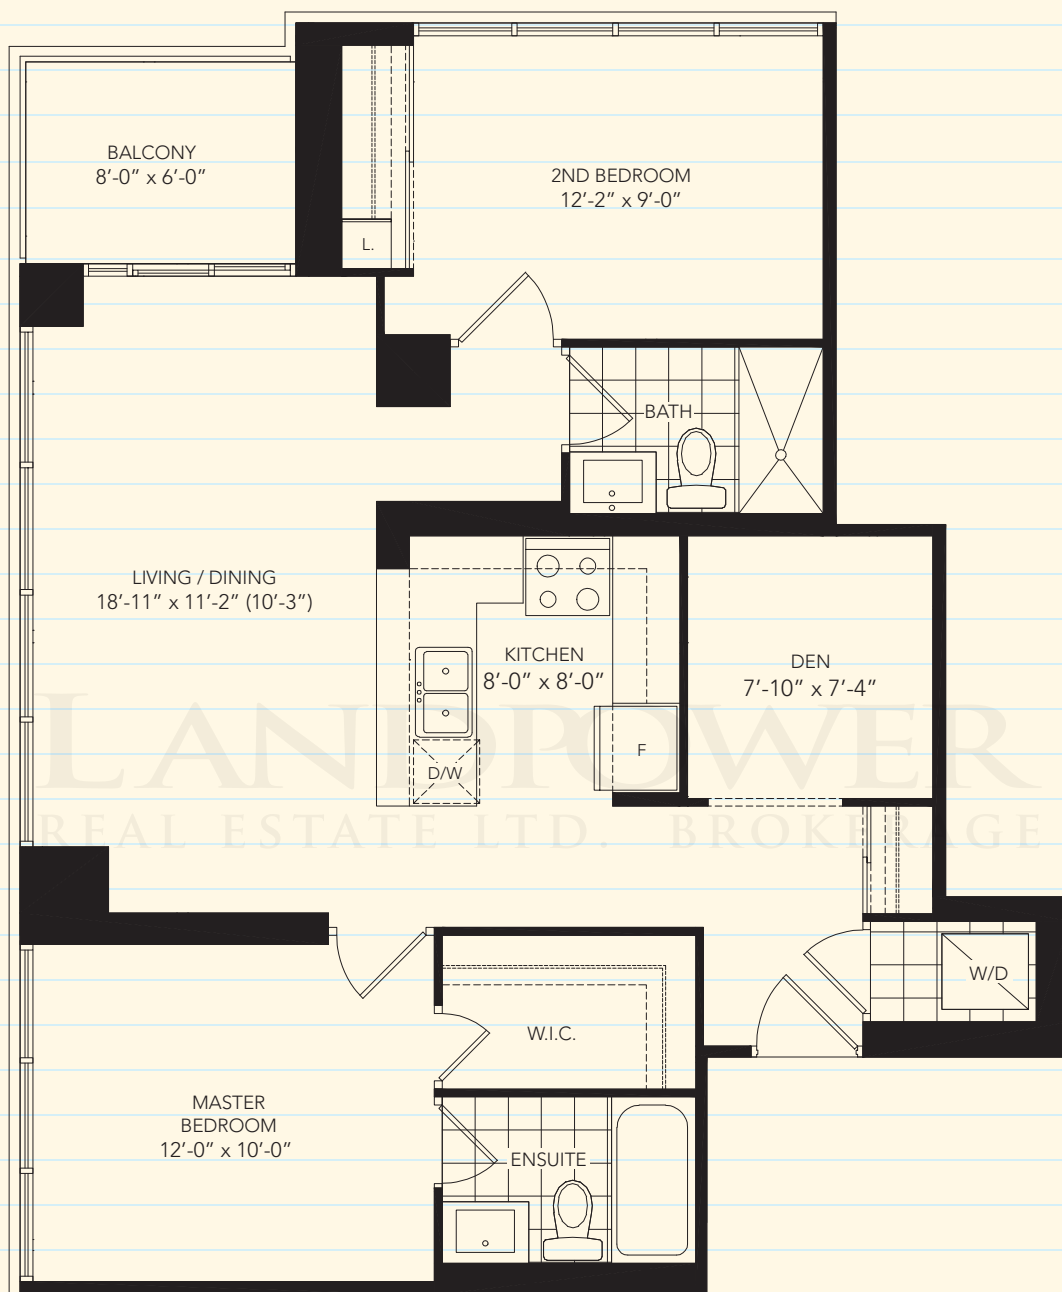 BALCONY
8'-0" x 6'-0"
2ND BEDROOM
12'-2" x 9'-0"
L.
BATH
LIVING / DINING
18'-11" x 11'-2" (10'-3")
KITCHEN
8'-0" x 8'-0"
DEN
7'-10" x 7'-4"
F
D/W
LANDPOWER
REAL ESTATE LTD. BROKERAGE
W/D
W.I.C.
MASTER
BEDROOM
12'-0" x 10'-0"
ENSUITE